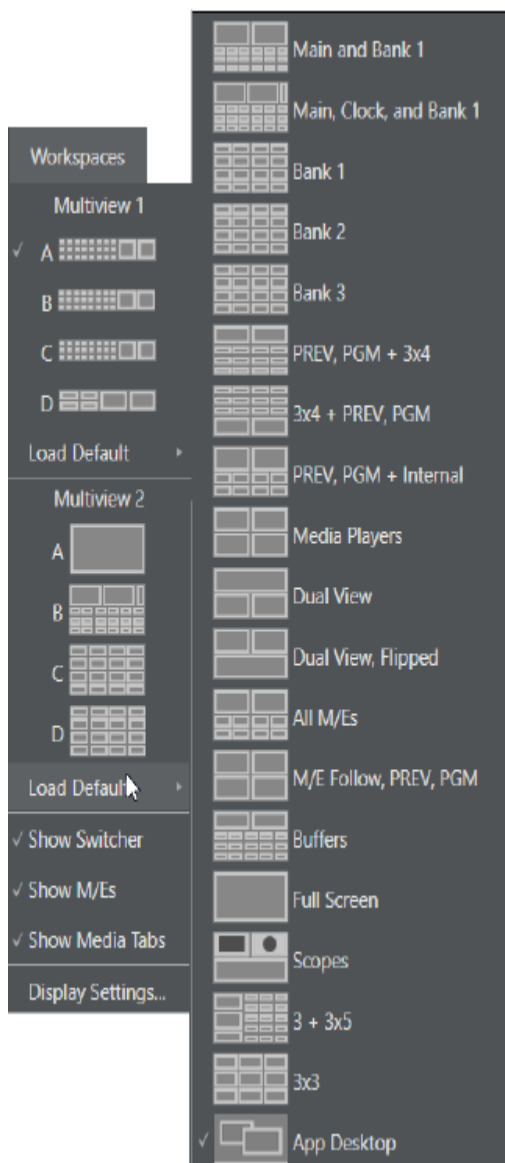 Workspaces
Multiview 1
A
B
C
D
Load Default
Multiview 2
A
B
C
D
Load Default
Show Switcher
Show M/Es
Show Media Tabs
Display Settings...
Main and Bank 1
Main, Clock, and Bank 1
Bank 1
Bank 2
Bank 3
PREV, PGM + 3x4
3x4 + PREV, PGM
PREV, PGM + Internal
Media Players
Dual View
Dual View, Flipped
All M/Es
M/E Follow, PREV, PGM
Buffers
Full Screen
Scopes
3 + 3x5
3x3
App Desktop